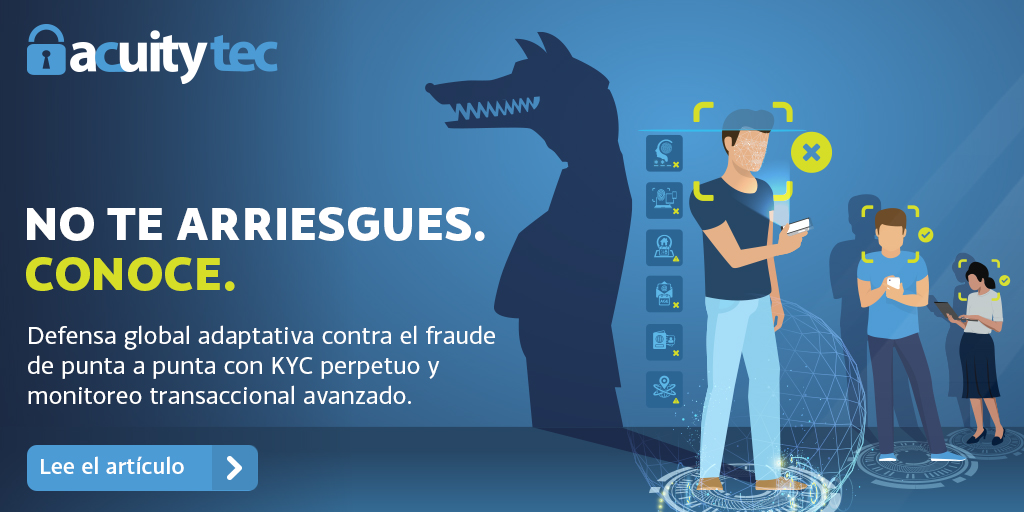 acuitytec
NO TE ARRIESGUES.
CONOCE.
Defensa global adaptativa contra el fraude
de punta a punta con KYC perpetuo y
monitoreo transaccional avanzado.
Lee el artículo